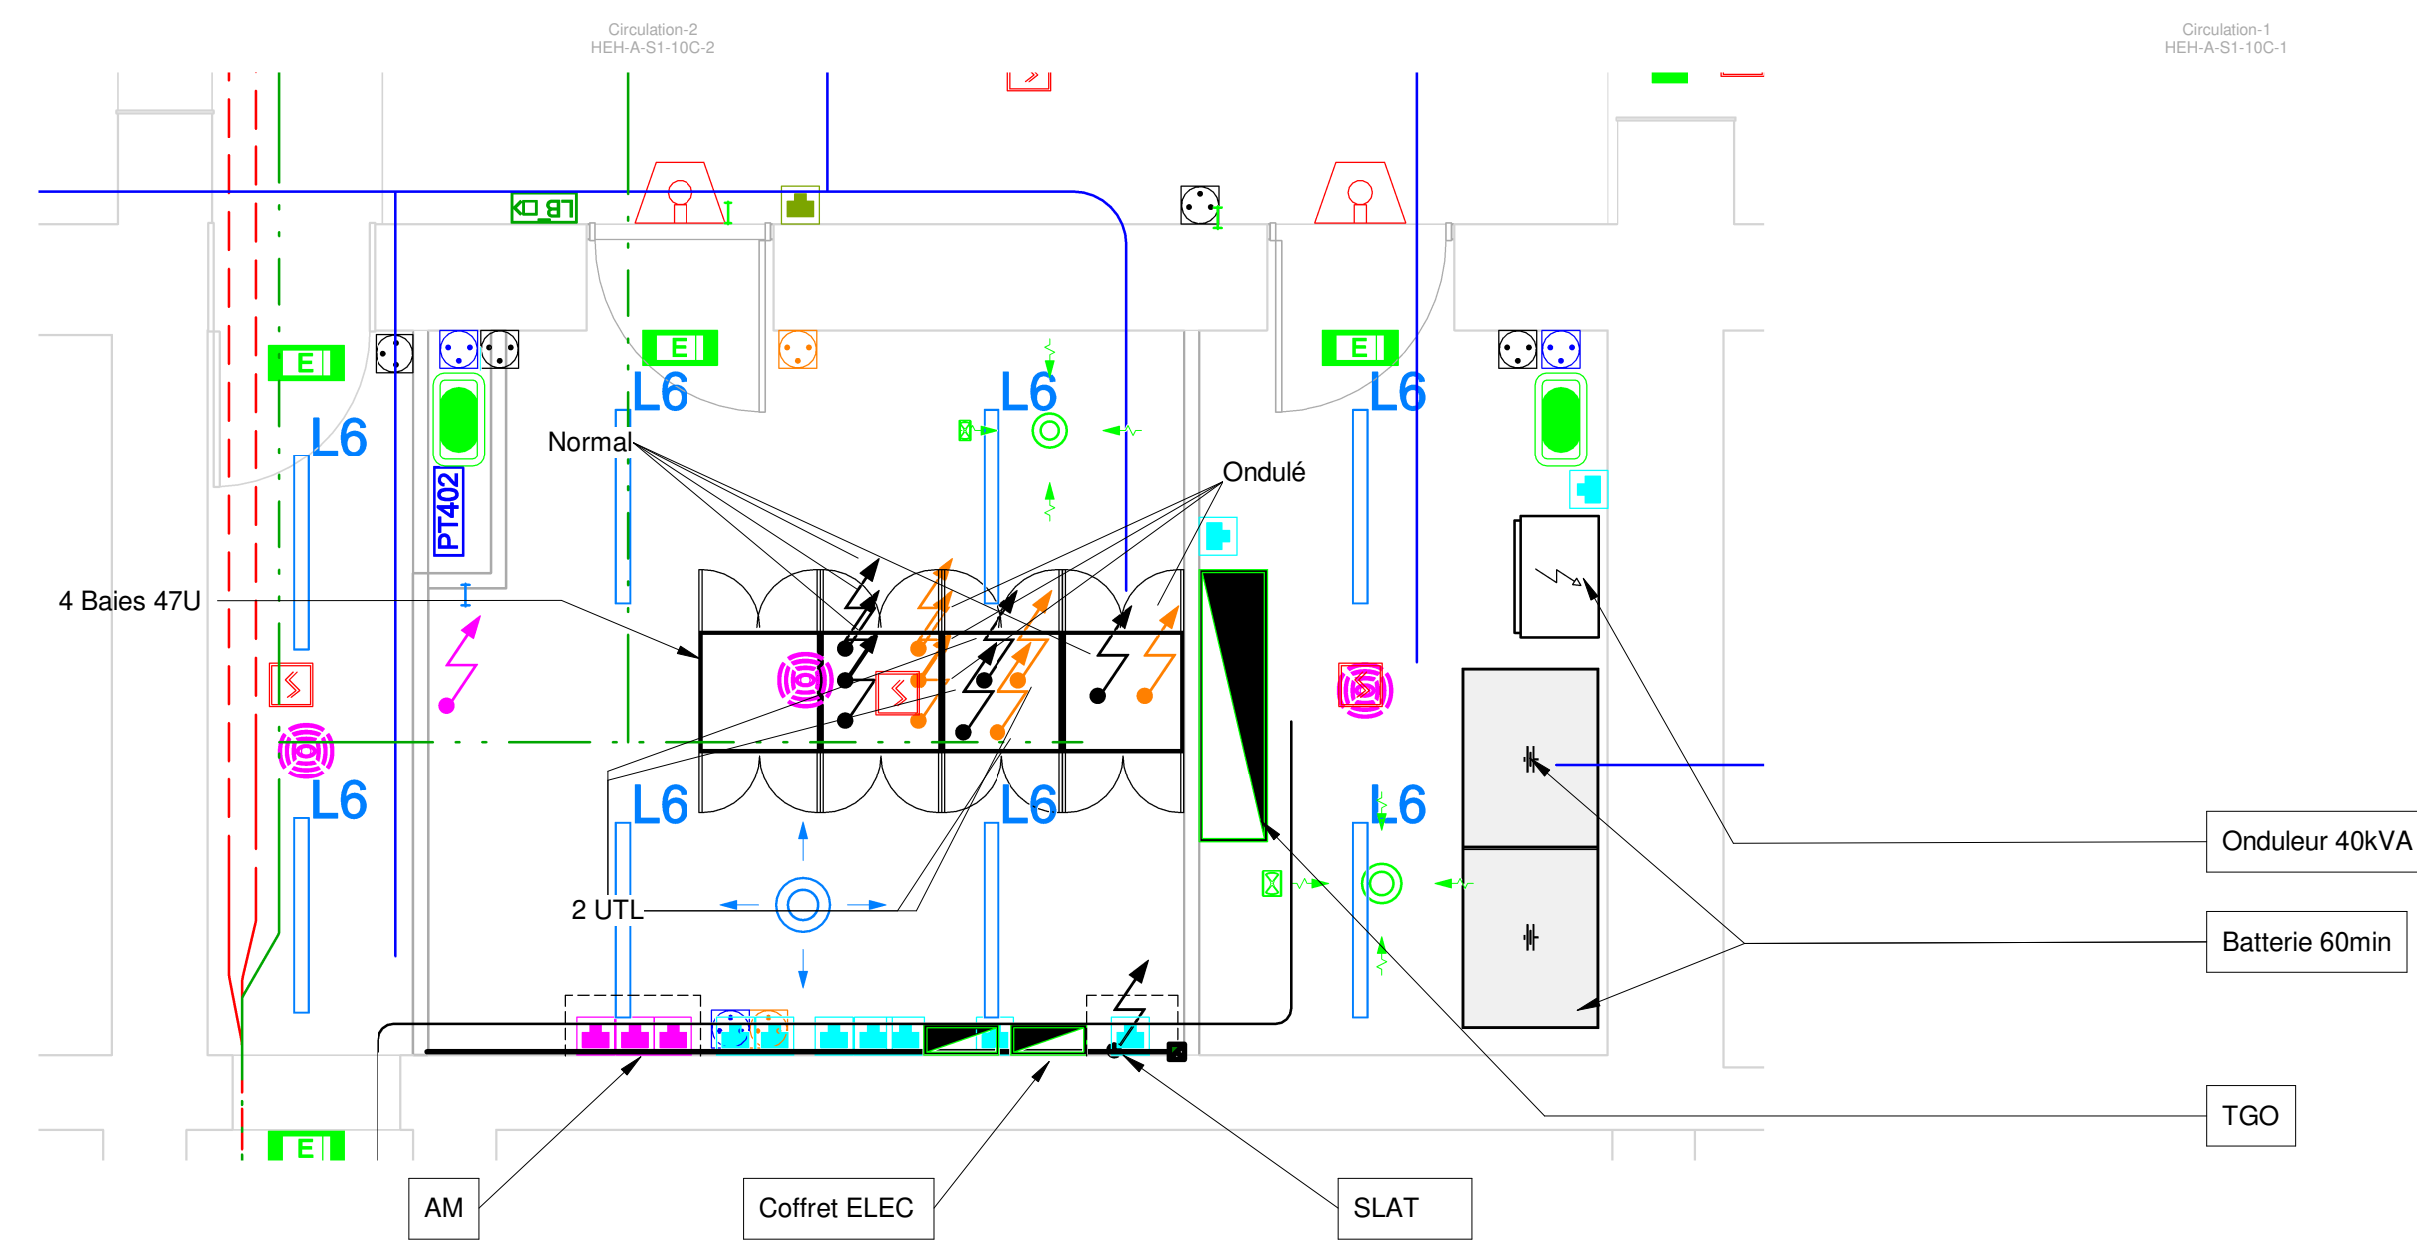 Circulation-2
HEH-A-S1-10C-2
Circulation-1
HEH-A-S1-10C-1
LB
E
E
E
L6
L6
L6
L6
Normal
Ondulé
PT402
4 Baies 47U
L6
L6
L6
L6
Onduleur 40kVA
2 UTL
Batterie 60min
TGO
E
AM
Coffret ELEC
SLAT